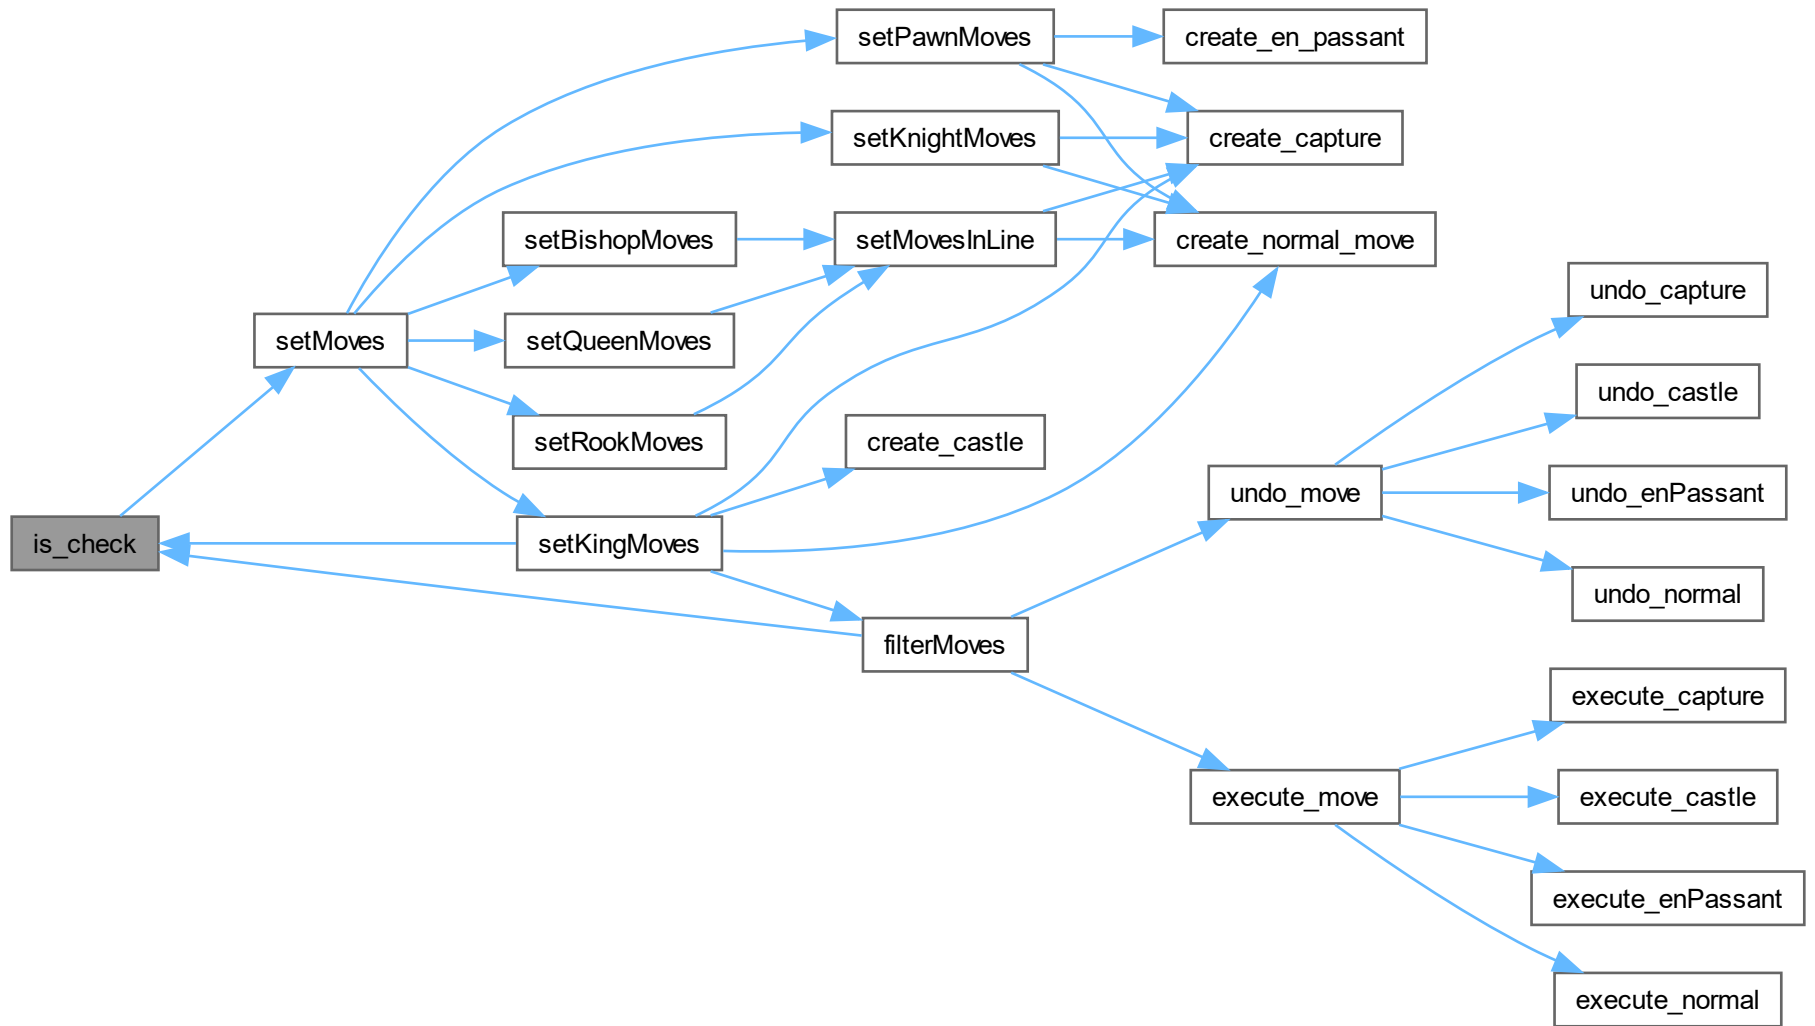 setPawnMoves
create_en_passant
setKnightMoves
create_capture
setBishopMoves
setMovesInLine
create_normal_move
undo_capture
setMoves
setQueenMoves
undo_castle
setRookMoves
create_castle
undo_move
undo_enPassant
is_check
setKingMoves
undo_normal
filterMoves
execute_capture
execute_move
execute_castle
execute_enPassant
execute_normal